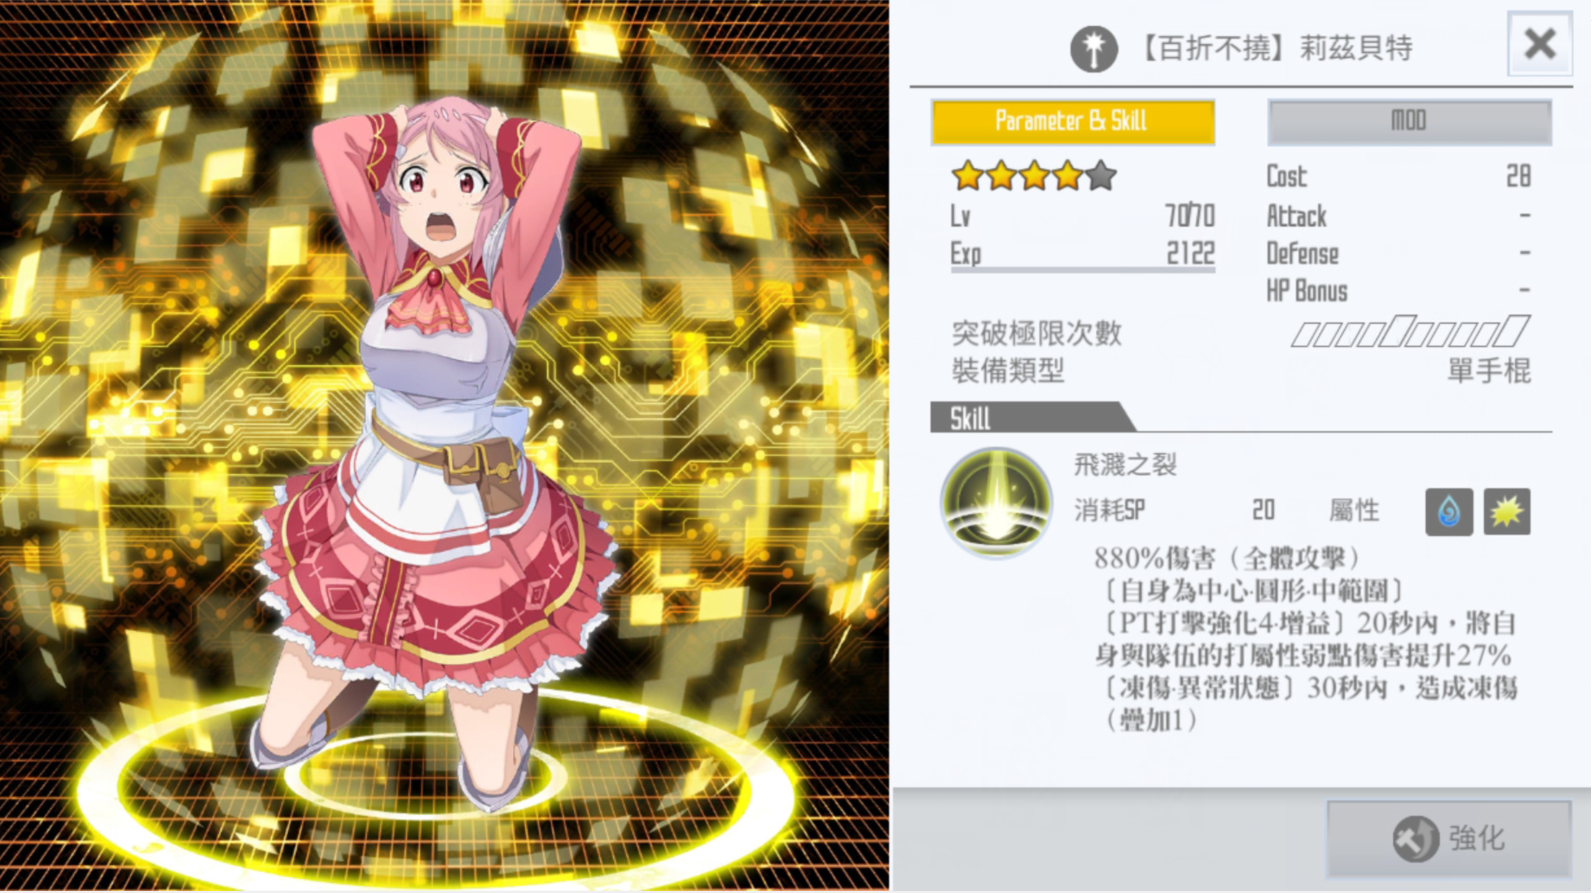 【百折不撓】莉茲貝特
Parameter & Skill
MOD
Lv 70/70
Exp 2122
Cost 28
Attack -
Defense -
HP Bonus -
突破極限次數
裝備類型 單手棍
Skill
飛濺之裂
消耗SP 20 屬性
880%傷害（全體攻擊）
〔自身為中心·圓形·中範圍〕
〔PT打擊強化4·增益〕20秒內，將自
身與隊伍的打屬性弱點傷害提升27%
〔凍傷·異常狀態〕30秒內，造成凍傷
（疊加1）
強化